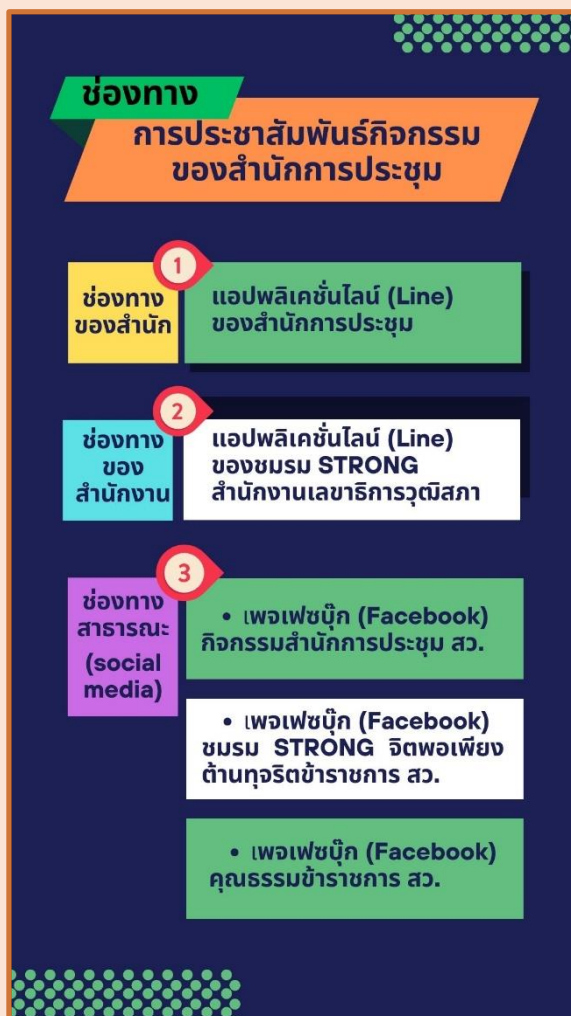 ช่องทาง
การประชาสัมพันธ์กิจกรรม
ของสำนักการประชุม
1
ช่องทาง
ของสำนัก
แอปพลิเคชั่นไลน์ (Line)
ของสำนักการประชุม
2
ช่องทาง
ของ
สำนักงาน
แอปพลิเคชั่นไลน์ (Line)
ของชมรม STRONG
สำนักงานเลขาธิการวุฒิสภา
3
ช่องทาง
สาธารณะ
(social
media)
• เพจเฟซบุ๊ก (Facebook)
กิจกรรมสำนักการประชุม สว.
• เพจเฟซบุ๊ก (Facebook)
ชมรม STRONG จิตพอเพียง
ต้านทุจริตข้าราชการ สว.
• เพจเฟซบุ๊ก (Facebook)
คุณธรรมข้าราชการ สว.